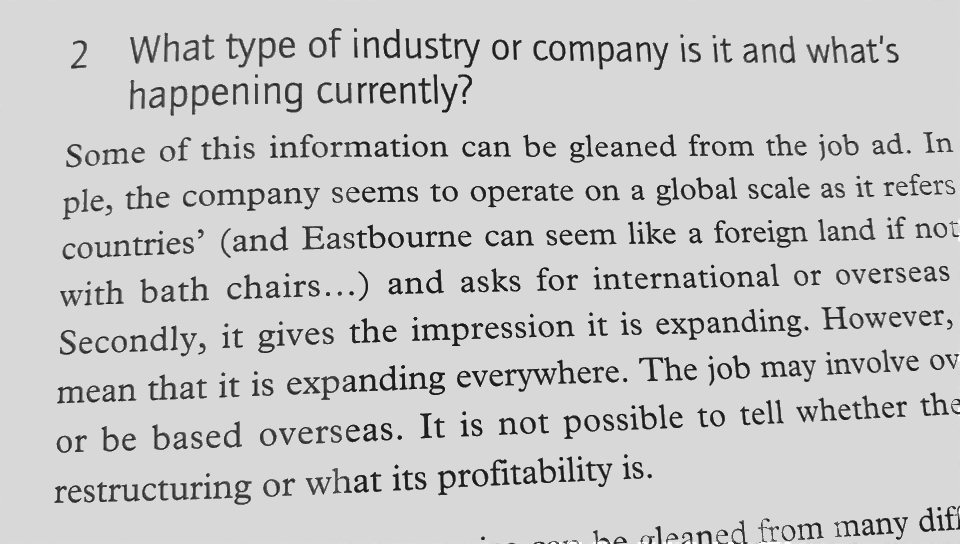 2 What type of industry or company is it and what's
happening currently?
Some of this information can be gleaned from the job ad. In
ple, the company seems to operate on a global scale as it refers
countries’ (and Eastbourne can seem like a foreign land if not
with bath chairs…) and asks for international or overseas
Secondly, it gives the impression it is expanding. However,
mean that it is expanding everywhere. The job may involve ov
or be based overseas. It is not possible to tell whether the
restructuring or what its profitability is.
be gleaned from many diff